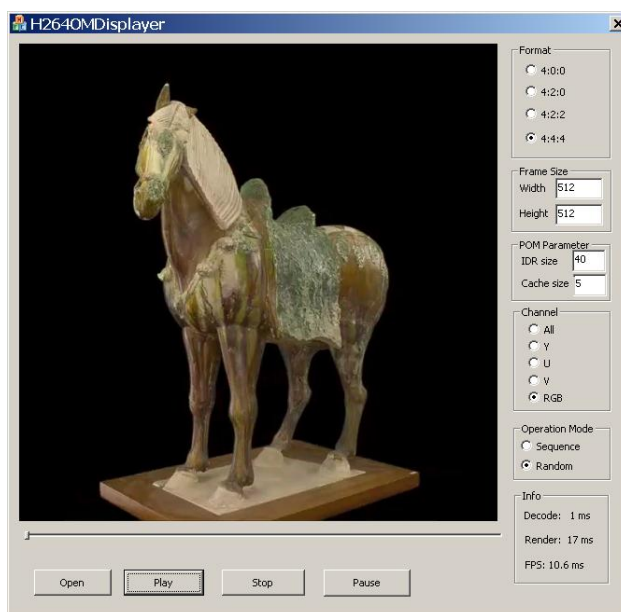 H264OMDisplayer
Format
4:0:0
4:2:0
4:2:2
4:4:4
Frame Size
Width 512
Height 512
POM Parameter
IDR size 40
Cache size 5
Channel
All
Y
U
V
RGB
Operation Mode
Sequence
Random
Info
Decode: 1 ms
Render: 17 ms
FPS: 10.6 ms
Open Play Stop Pause